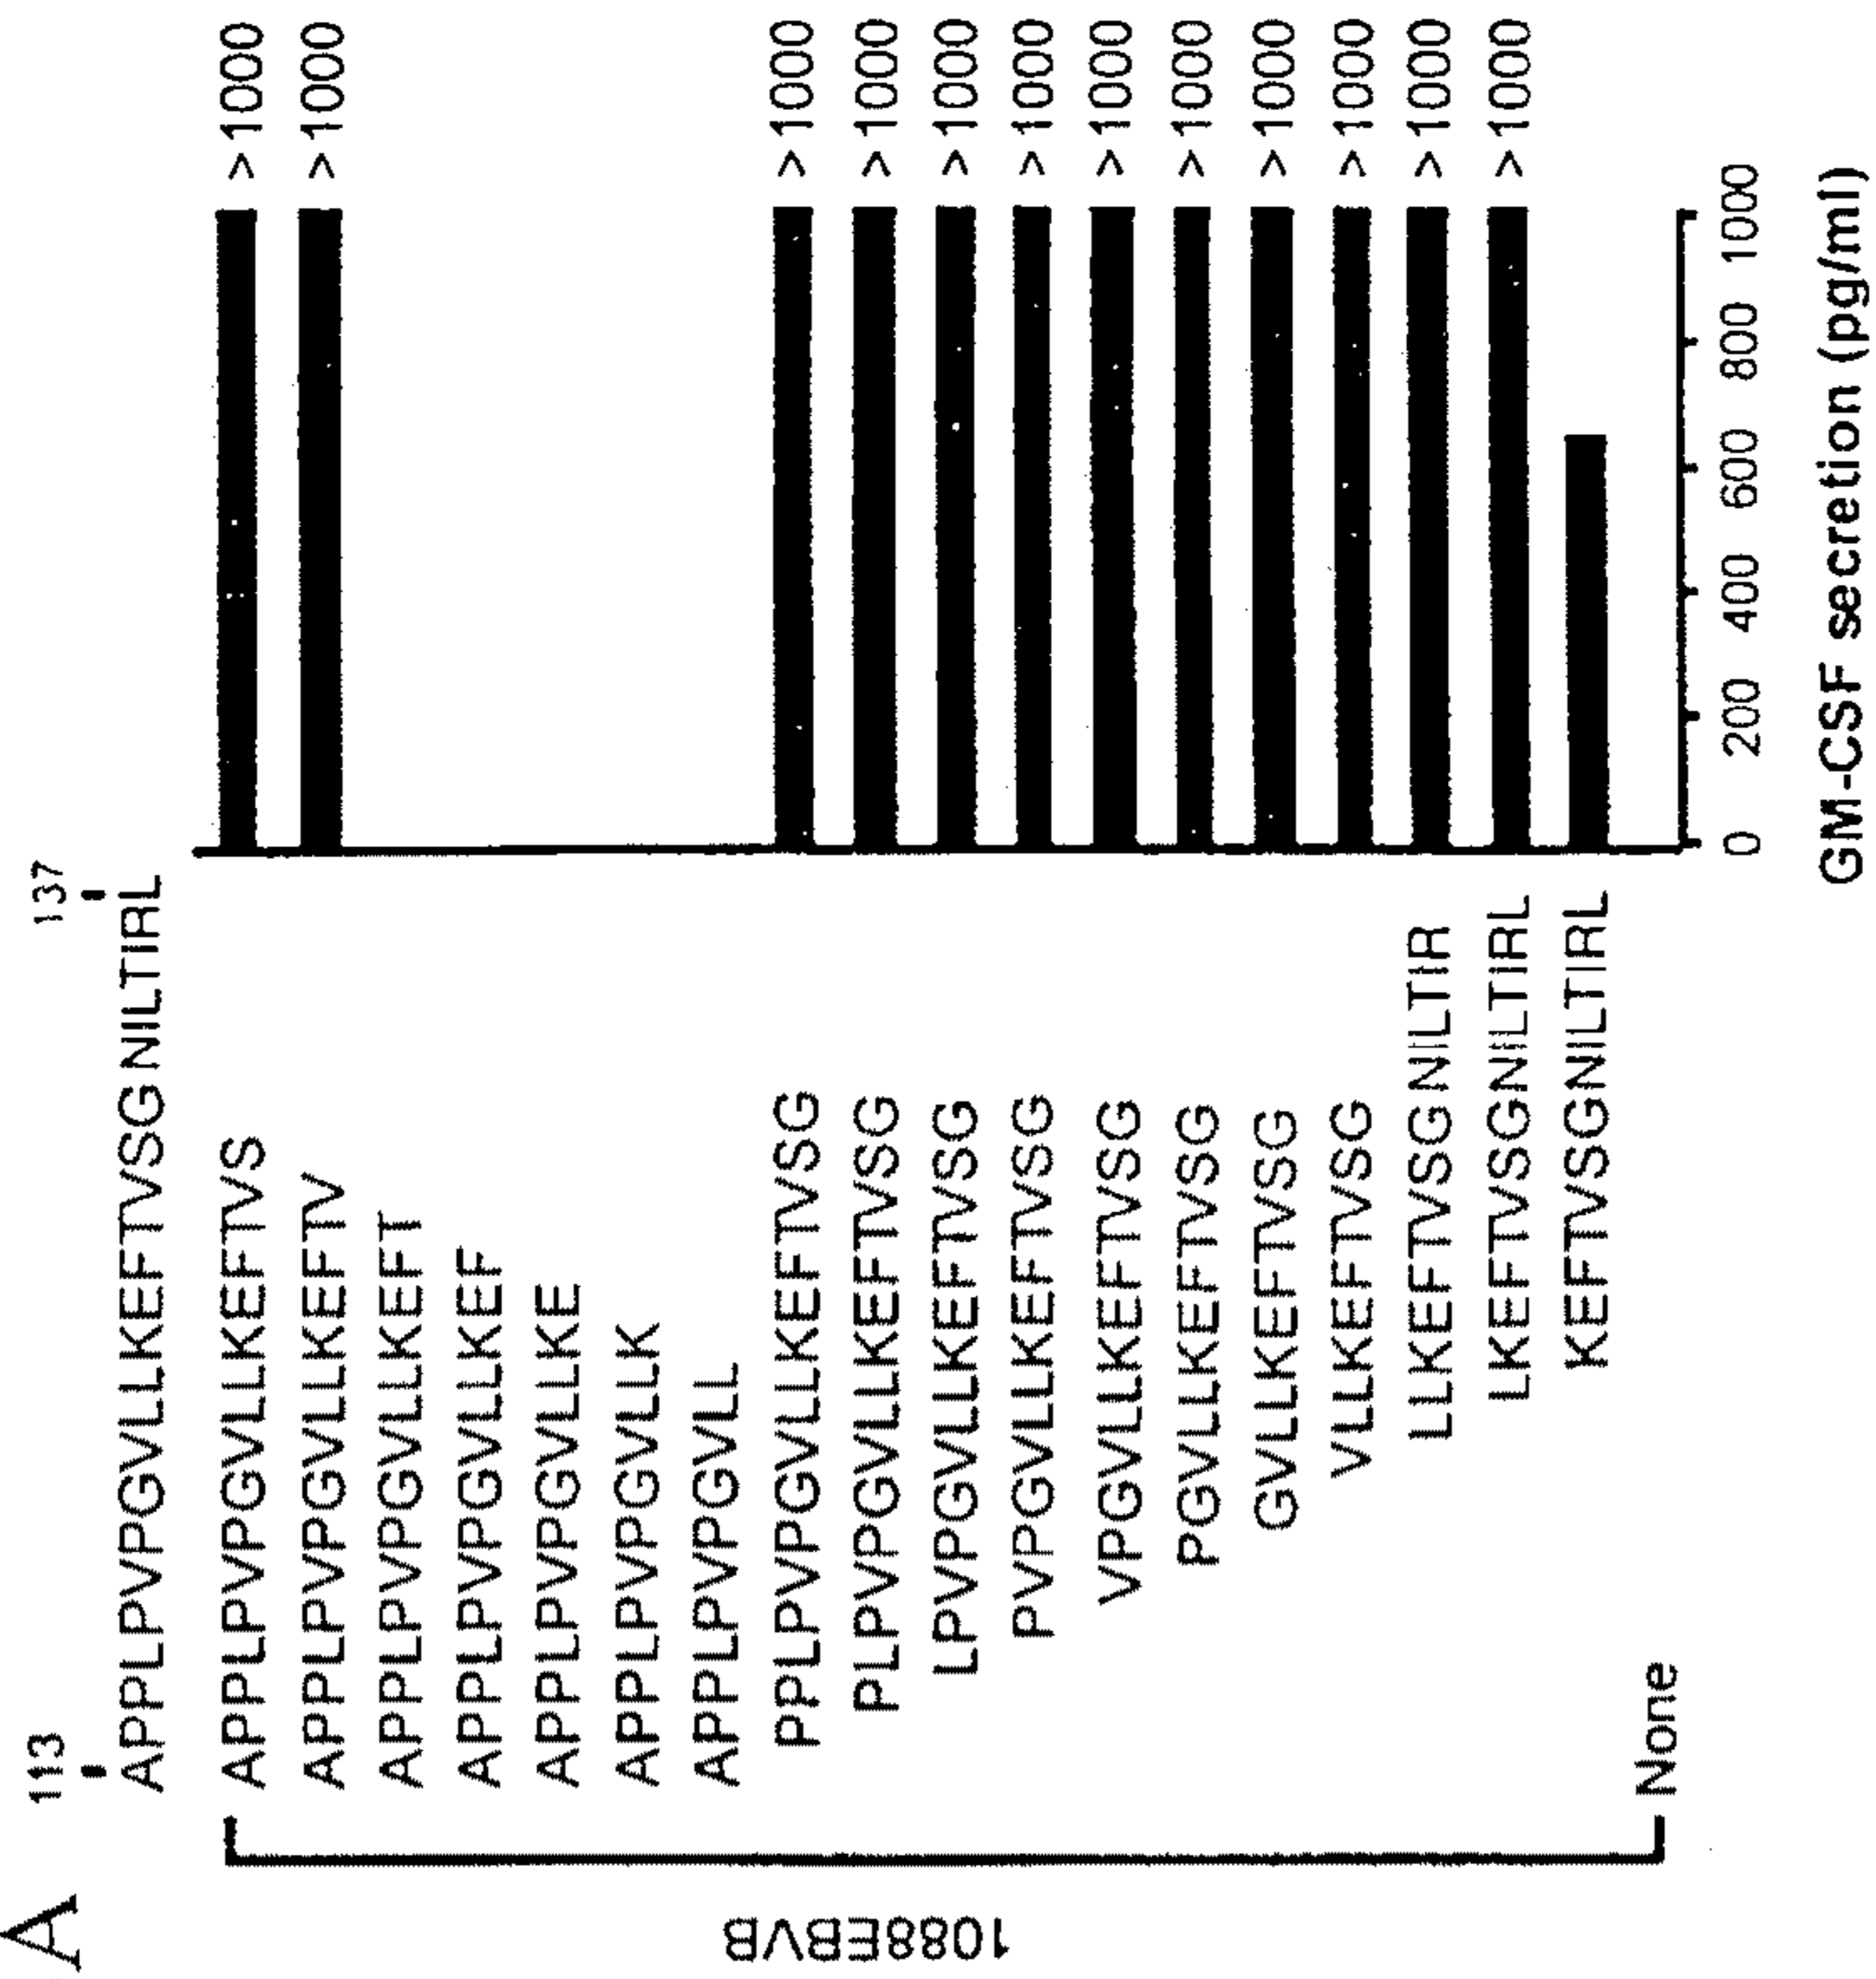 A
113 137
APPLPVPGVLLKEFTVSGNILTIRL
1088EBVB
APPLPVPGVLLKEFTVS >1000
APPLPVPGVLLKEFTV >1000
APPLPVPGVLLKEFT
APPLPVPGVLLKEF
APPLPVPGVLLKE
APPLPVPGVLLK
APPLPVPGVLL
PPLPVPGVLLKEFTVSG >1000
PLPVPGVLLKEFTVSG >1000
LPVPGVLLKEFTVSG >1000
PVPGVLLKEFTVSG >1000
VPGVLLKEFTVSG >1000
PGVLLKEFTVSG >1000
GVLLKEFTVSG >1000
VLLKEFTVSG >1000
LLKEFTVSGNILTIR >1000
LKEFTVSGNILTIRL >1000
KEFTVSGNILTIRL
None
0 200 400 600 800 1000
GM-CSF secretion (pg/ml)